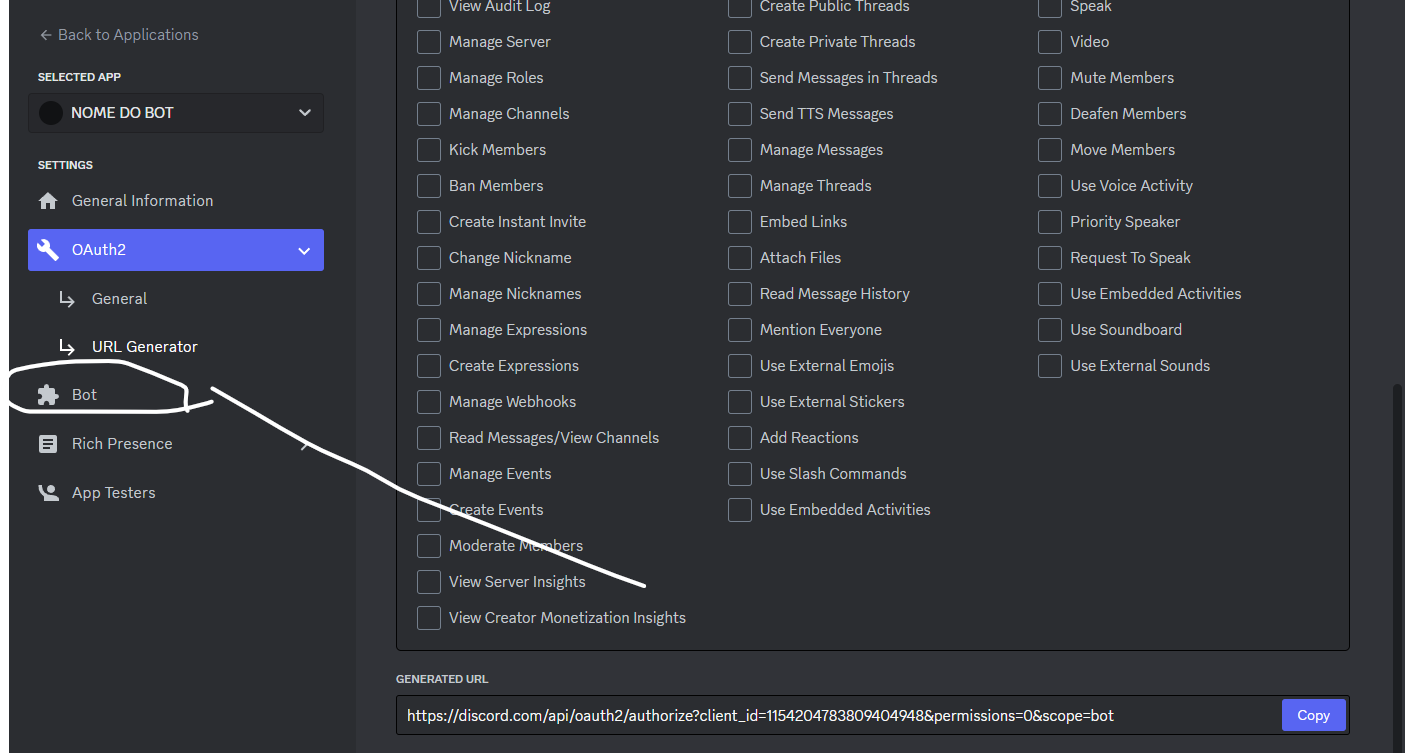 Back to Applications
SELECTED APP
NOME DO BOT
SETTINGS
General Information
OAuth2
General
URL Generator
Bot
Rich Presence
App Testers
View Audit Log
Manage Server
Manage Roles
Manage Channels
Kick Members
Ban Members
Create Instant Invite
Change Nickname
Manage Nicknames
Manage Expressions
Create Expressions
Manage Webhooks
Read Messages/View Channels
Manage Events
Create Events
Moderate Members
View Server Insights
View Creator Monetization Insights
Create Public Threads
Create Private Threads
Send Messages in Threads
Send TTS Messages
Manage Messages
Manage Threads
Embed Links
Attach Files
Read Message History
Mention Everyone
Use External Emojis
Use External Stickers
Add Reactions
Use Slash Commands
Use Embedded Activities
Speak
Video
Mute Members
Deafen Members
Move Members
Use Voice Activity
Priority Speaker
Request To Speak
Use Embedded Activities
Use Soundboard
Use External Sounds
GENERATED URL
https://discord.com/api/oauth2/authorize?client_id=1154204783809404948&permissions=0&scope=bot
Copy